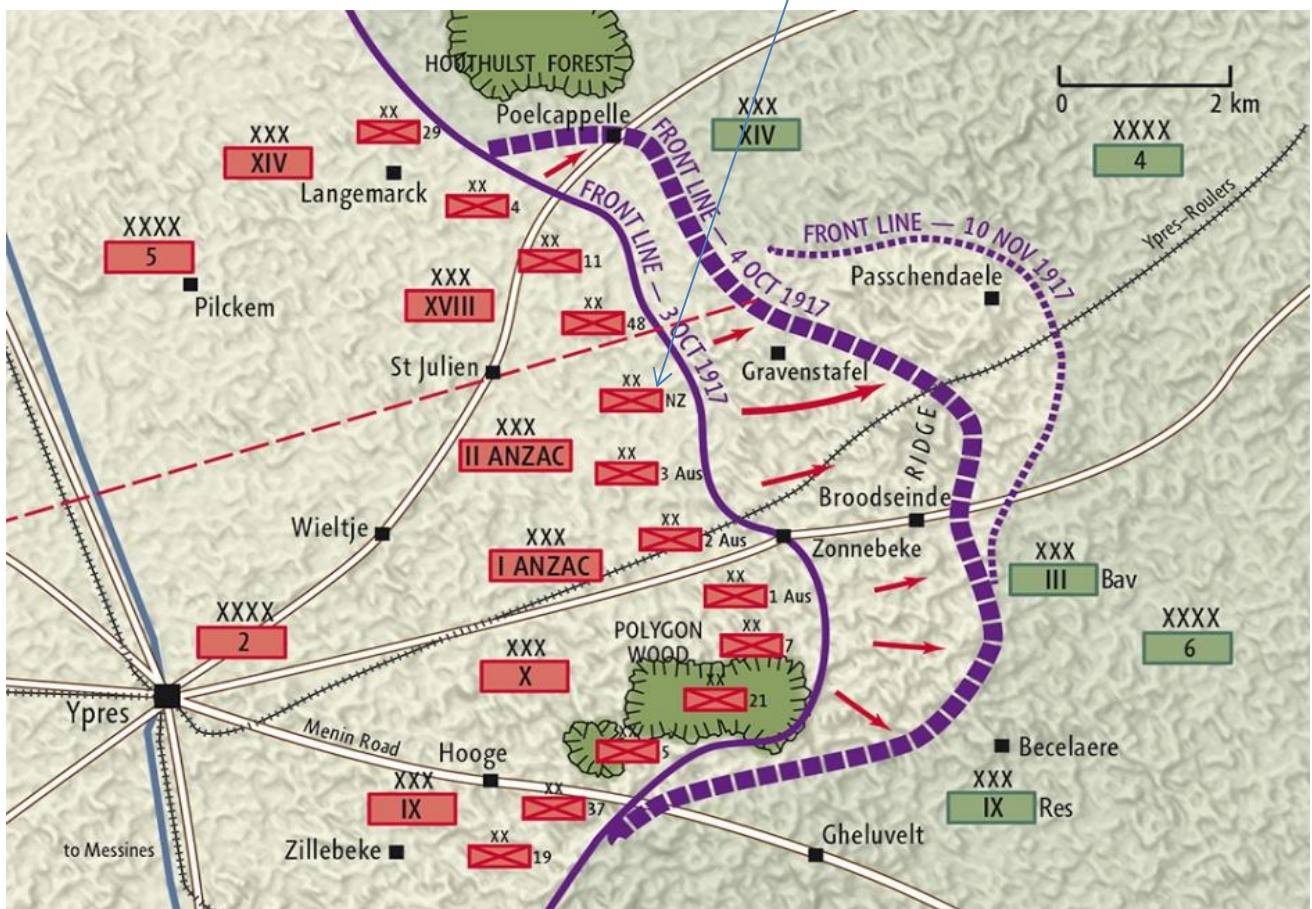 HOUTHULST FOREST
Poelcappelle
0 2 km
XX
29
XXX
XIV
Langemarck
XXX
XIV
XXXX
4
XX
4
FRONT LINE — 3 OCT 1917
FRONT LINE — 4 OCT 1917
FRONT LINE — 10 NOV 1917
Ypres–Roulers
XXXX
5
Pilckem
XX
11
XXX
XVIII
XX
48
Passchendaele
St Julien
Gravenstafel
XX
NZ
XXX
II ANZAC
XX
3 Aus
RIDGE
Broodseinde
Wieltje
XX
2 Aus
Zonnebeke
XXX
I ANZAC
XX
1 Aus
XXX
III Bav
XXXX
2
POLYGON
WOOD
XX
7
XXXX
6
XXX
X
XX
21
Ypres
Menin Road
Hooge
XX
5
Becelaere
XXX
IX
XX
37
XXX
IX Res
to Messines
Zillebeke
XX
19
Gheluvelt